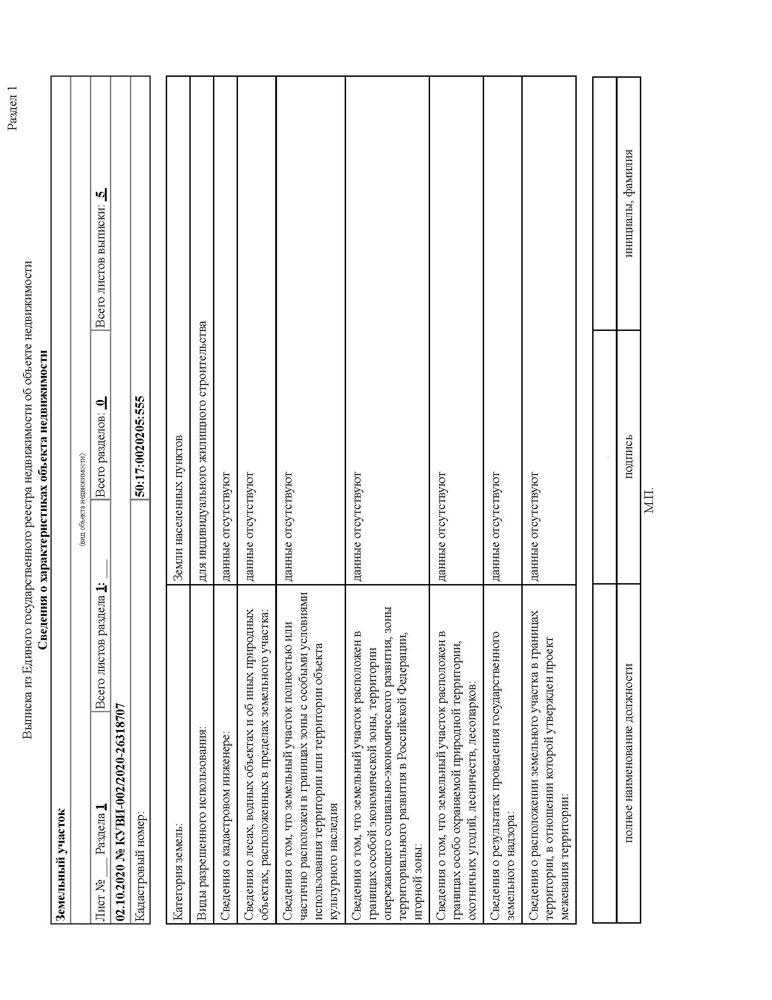 Раздел 1
Выписка из Единого государственного реестра недвижимости об объекте недвижимости
Сведения о характеристиках объекта недвижимости
Земельный участок
(вид объекта недвижимости)
Лист № ___ Раздела 1 Всего листов раздела 1: ___ Всего разделов: 0 Всего листов выписки: 5
02.10.2020 № КУВИ-002/2020-26318707
Кадастровый номер: 50:17:0020205:555
Категория земель: Земли населенных пунктов
Виды разрешенного использования: для индивидуального жилищного строительства
Сведения о кадастровом инженере: данные отсутствуют
Сведения о лесах, водных объектах и об иных природных данные отсутствуют
объектах, расположенных в пределах земельного участка:
Сведения о том, что земельный участок полностью или данные отсутствуют
частично расположен в границах зоны с особыми условиями
использования территории или территории объекта
культурного наследия
Сведения о том, что земельный участок расположен в данные отсутствуют
границах особой экономической зоны, территории
опережающего социально-экономического развития, зоны
территориального развития в Российской Федерации,
игорной зоны:
Сведения о том, что земельный участок расположен в данные отсутствуют
границах особо охраняемой природной территории,
охотничьих угодий, лесничеств, лесопарков:
Сведения о результатах проведения государственного данные отсутствуют
земельного надзора:
Сведения о расположении земельного участка в границах данные отсутствуют
территории, в отношении которой утвержден проект
межевания территории:
полное наименование должности подпись инициалы, фамилия
М.П.